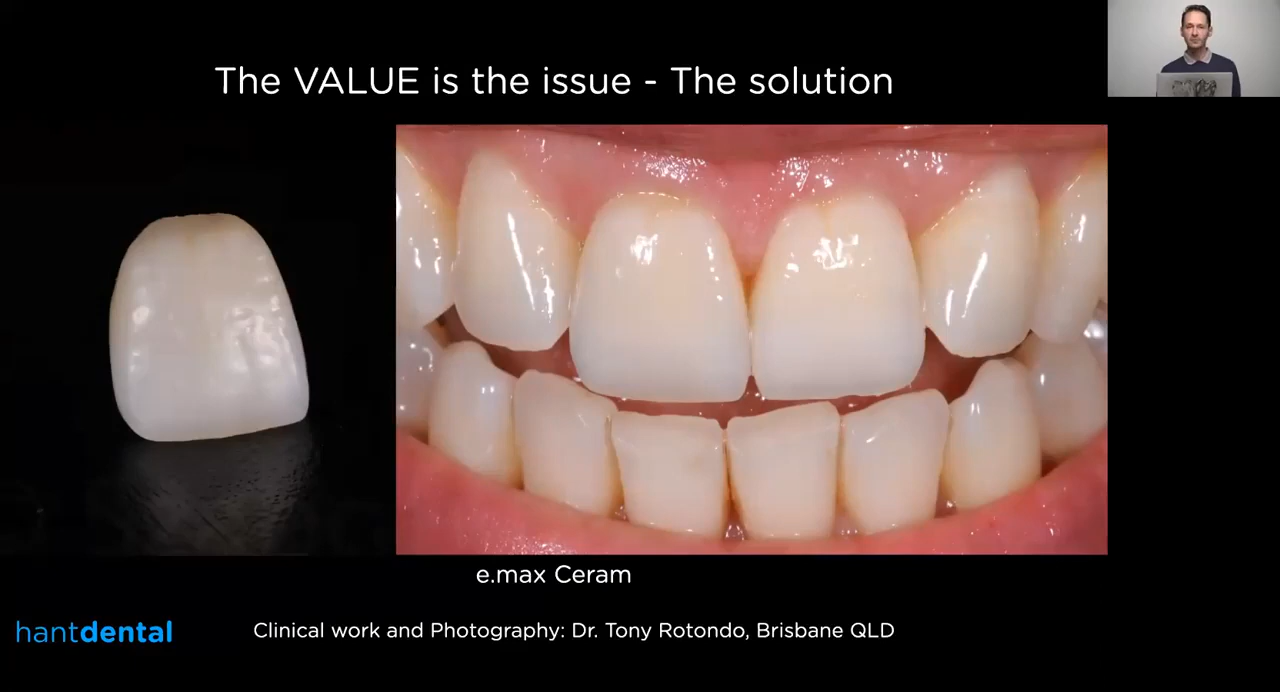 The VALUE is the issue - The solution
e.max Ceram
hantdental
Clinical work and Photography: Dr. Tony Rotondo, Brisbane QLD